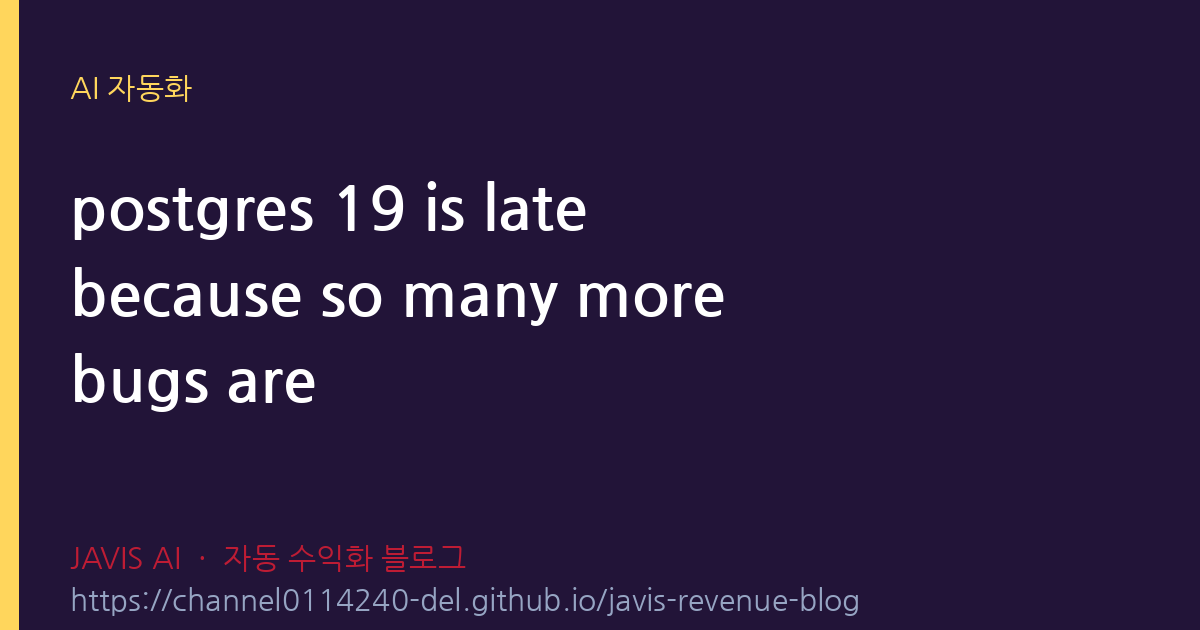 AI 자동화
postgres 19 is late
because so many more
bugs are
JAVIS AI · 자동 수익화 블로그
https://channel0114240-del.github.io/javis-revenue-blog